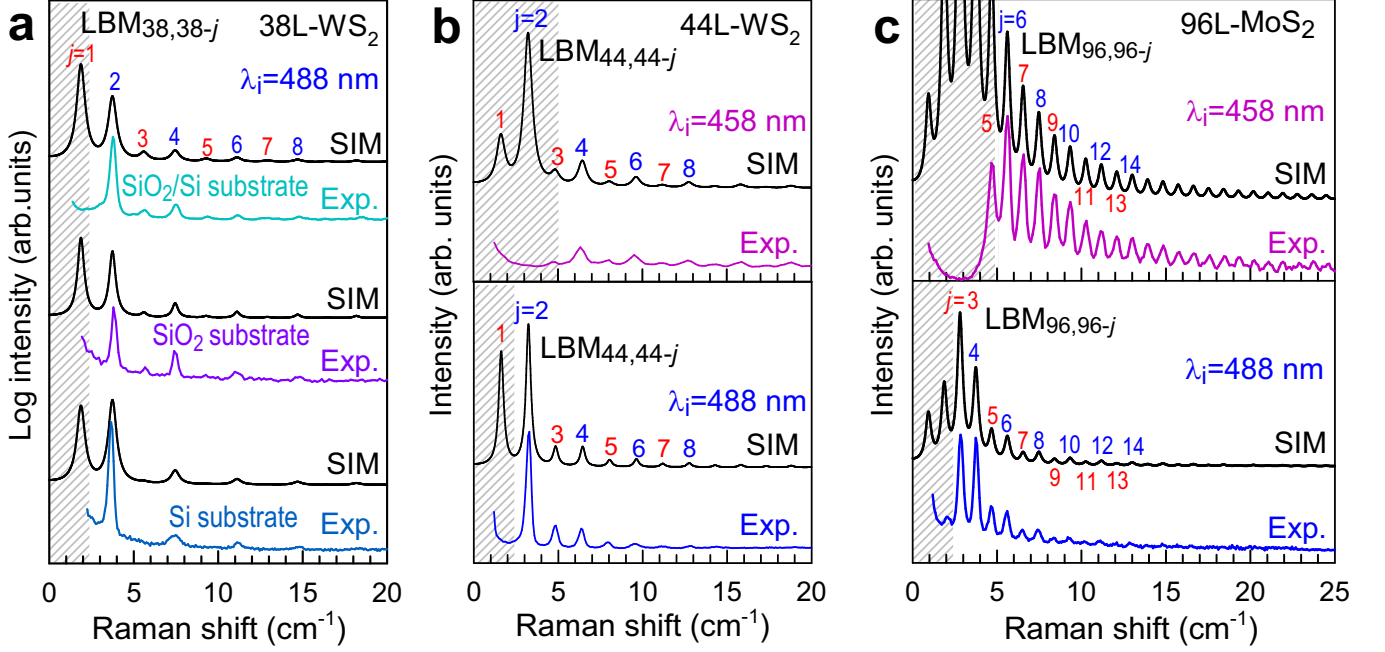 a
LBM38,38-j 38L-WS2
j=1
2
λi=488 nm
3 4 5 6 7 8
SIM
SiO2/Si substrate
Exp.
SIM
SiO2 substrate
Exp.
SIM
Si substrate
Exp.
Log intensity (arb.units)
0 5 10 15 20
Raman shift (cm-1)
b
j=2
44L-WS2
LBM44,44-j
λi=458 nm
1
3 4 5 6 7 8
SIM
Exp.
j=2
1
LBM44,44-j
λi=488 nm
3 4 5 6 7 8
SIM
Exp.
Intensity (arb. units)
0 5 10 15 20
Raman shift (cm-1)
c
j=6
96L-MoS2
LBM96,96-j
7
λi=458 nm
8
5
9
10
12
14
SIM
11
13
Exp.
j=3
LBM96,96-j
4
λi=488 nm
5 6 7 8 10 12 14
SIM
9 11 13
Exp.
Intensity (arb. units)
0 5 10 15 20 25
Raman shift (cm-1)